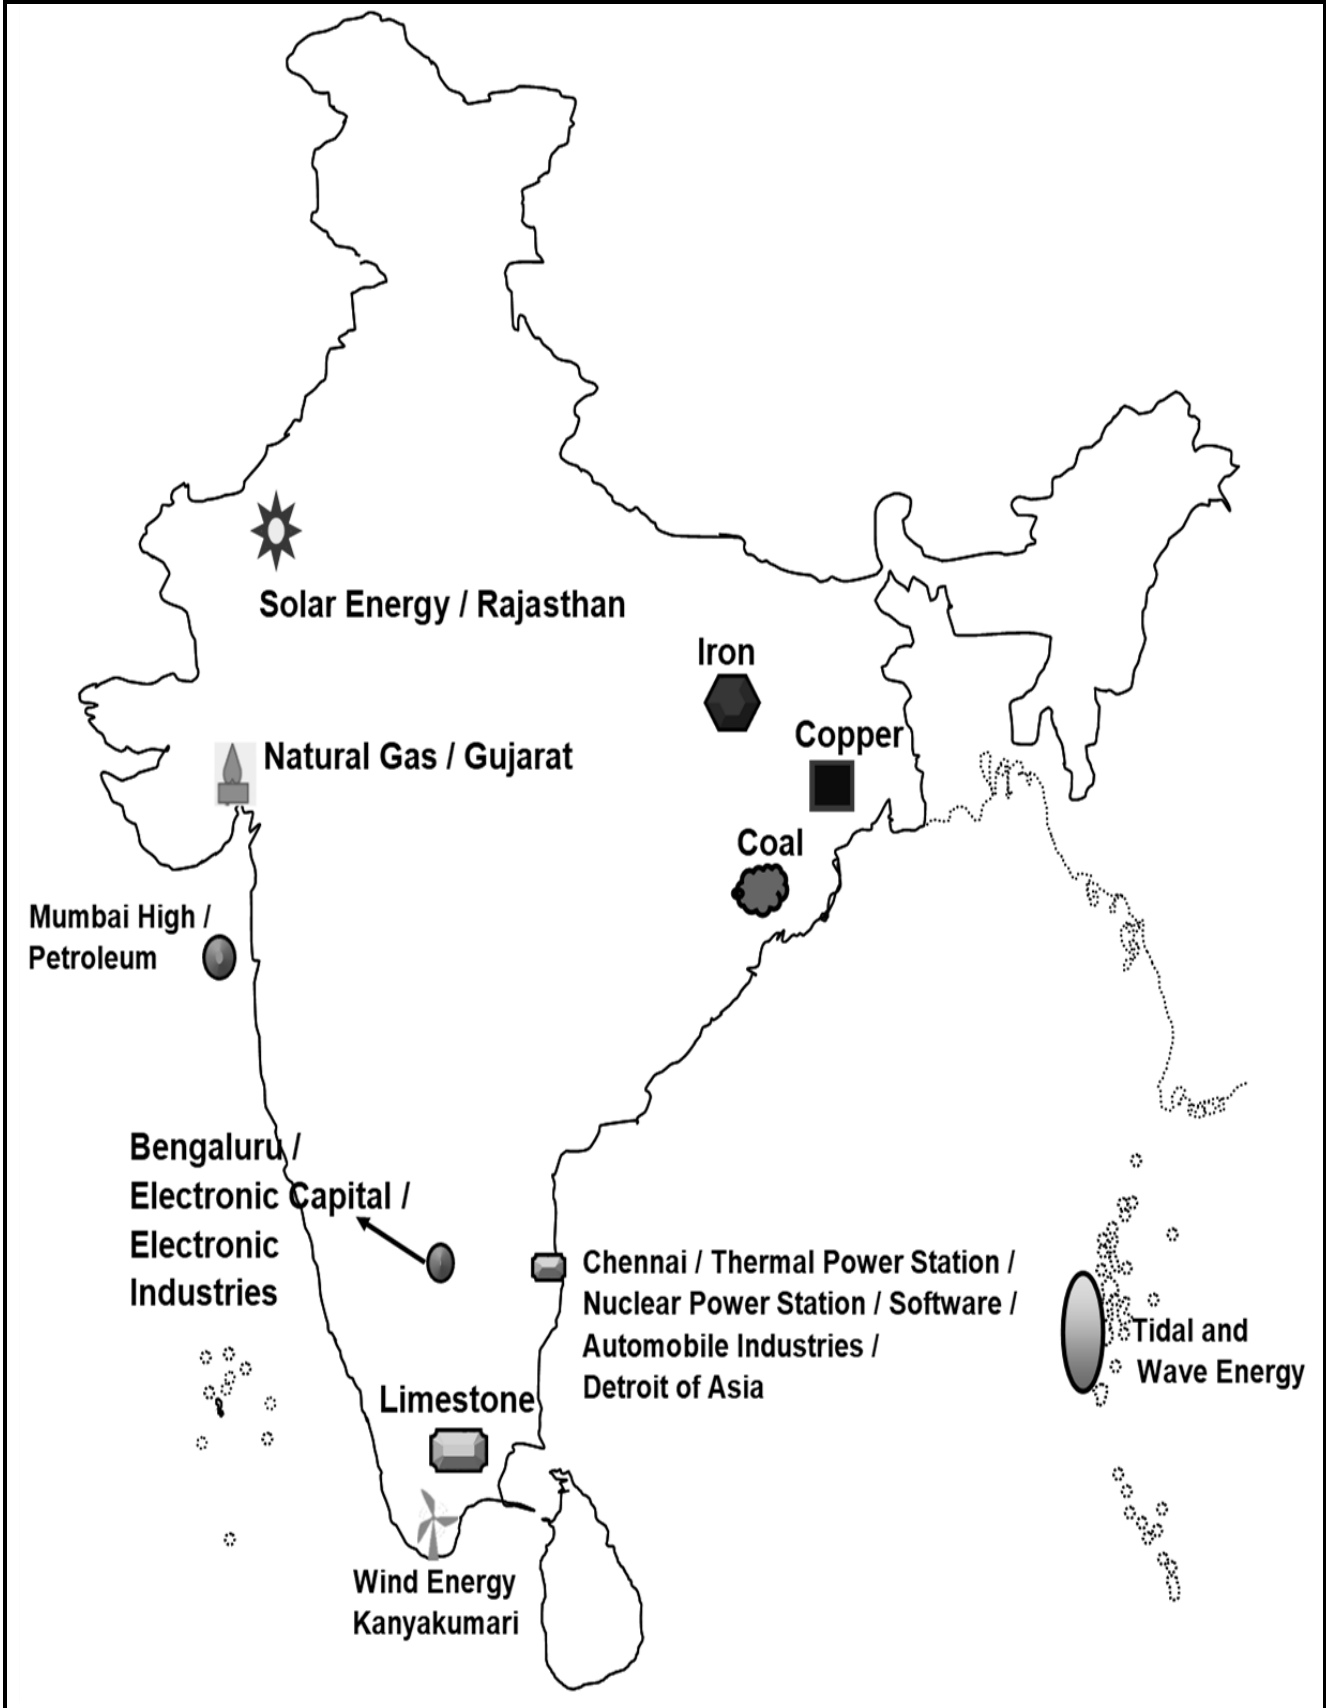 Solar Energy / Rajasthan
Iron
Copper
Natural Gas / Gujarat
Coal
Mumbai High /
Petroleum
Bengaluru /
Electronic Capital /
Electronic
Industries
Chennai / Thermal Power Station /
Nuclear Power Station / Software /
Automobile Industries /
Detroit of Asia
Tidal and
Wave Energy
Limestone
Wind Energy
Kanyakumari